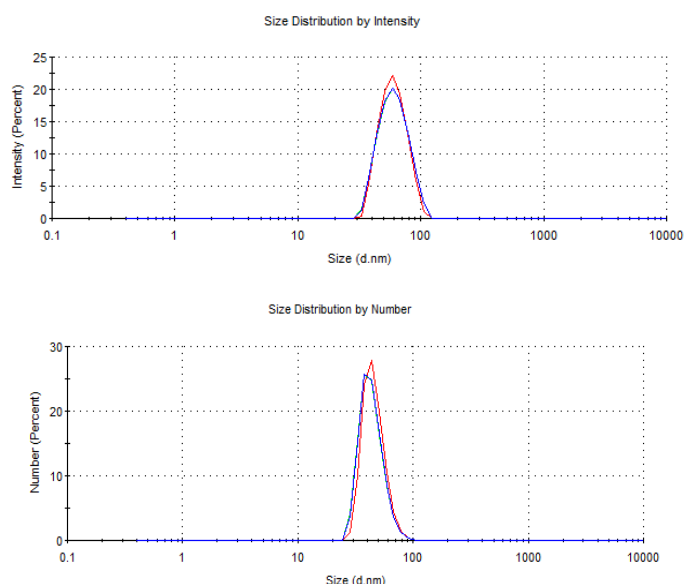 Size Distribution by Intensity
25
20
15
10
5
0
Intensity (Percent)
0.1 1 10 100 1000 10000
Size (d.nm)
Size Distribution by Number
30
20
10
0
Number (Percent)
0.1 1 10 100 1000 10000
Size (d.nm)